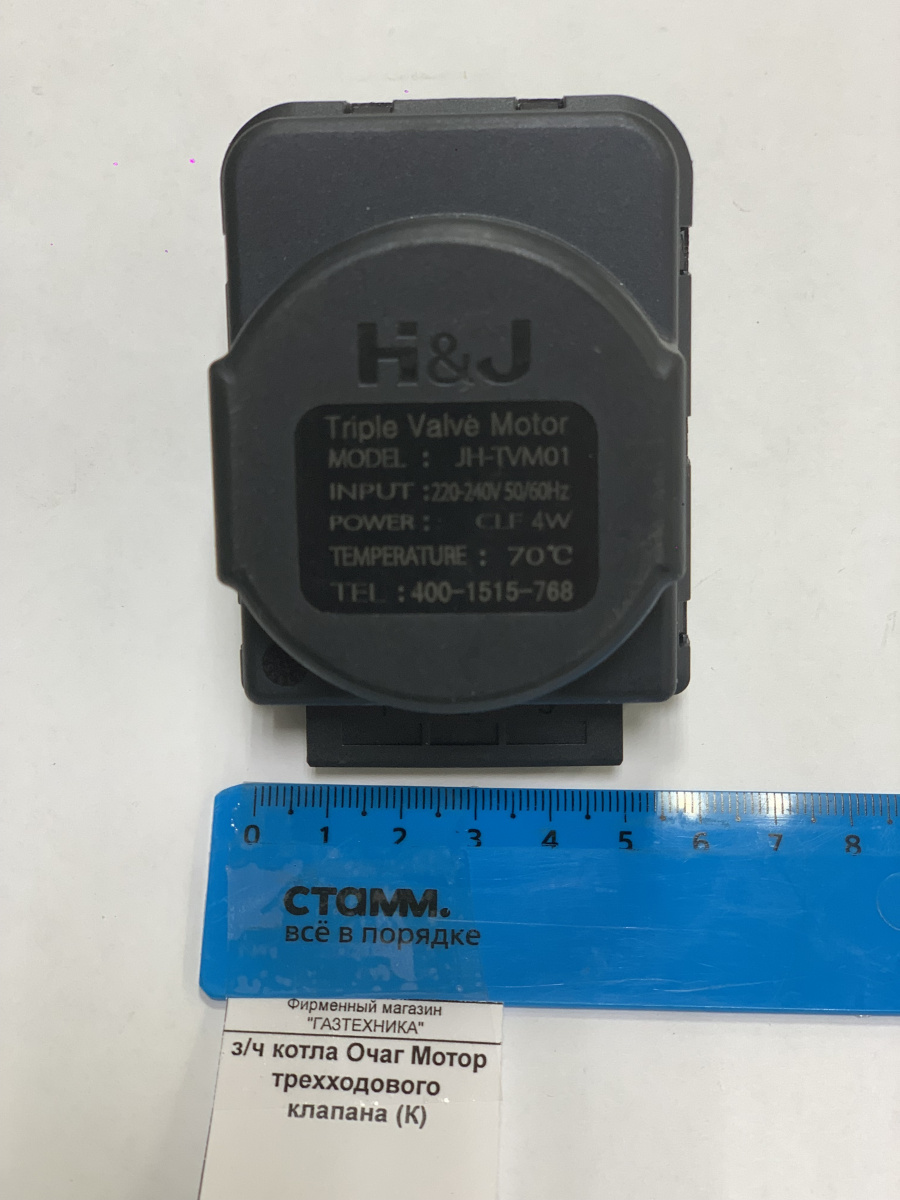 H&J
Triple Valve Motor
MODEL : JH-TVM01
INPUT :220-240V 50/60Hz
POWER: CLF 4W
TEMPERATURE : 70℃
TEL :400-1515-768
0 1 2 3 4 5 6 7 8
стамм.
всё в порядке
Фирменный магазин
"ГАЗТЕХНИКА"
з/ч котла Очаг Мотор
трехходового
клапана (К)